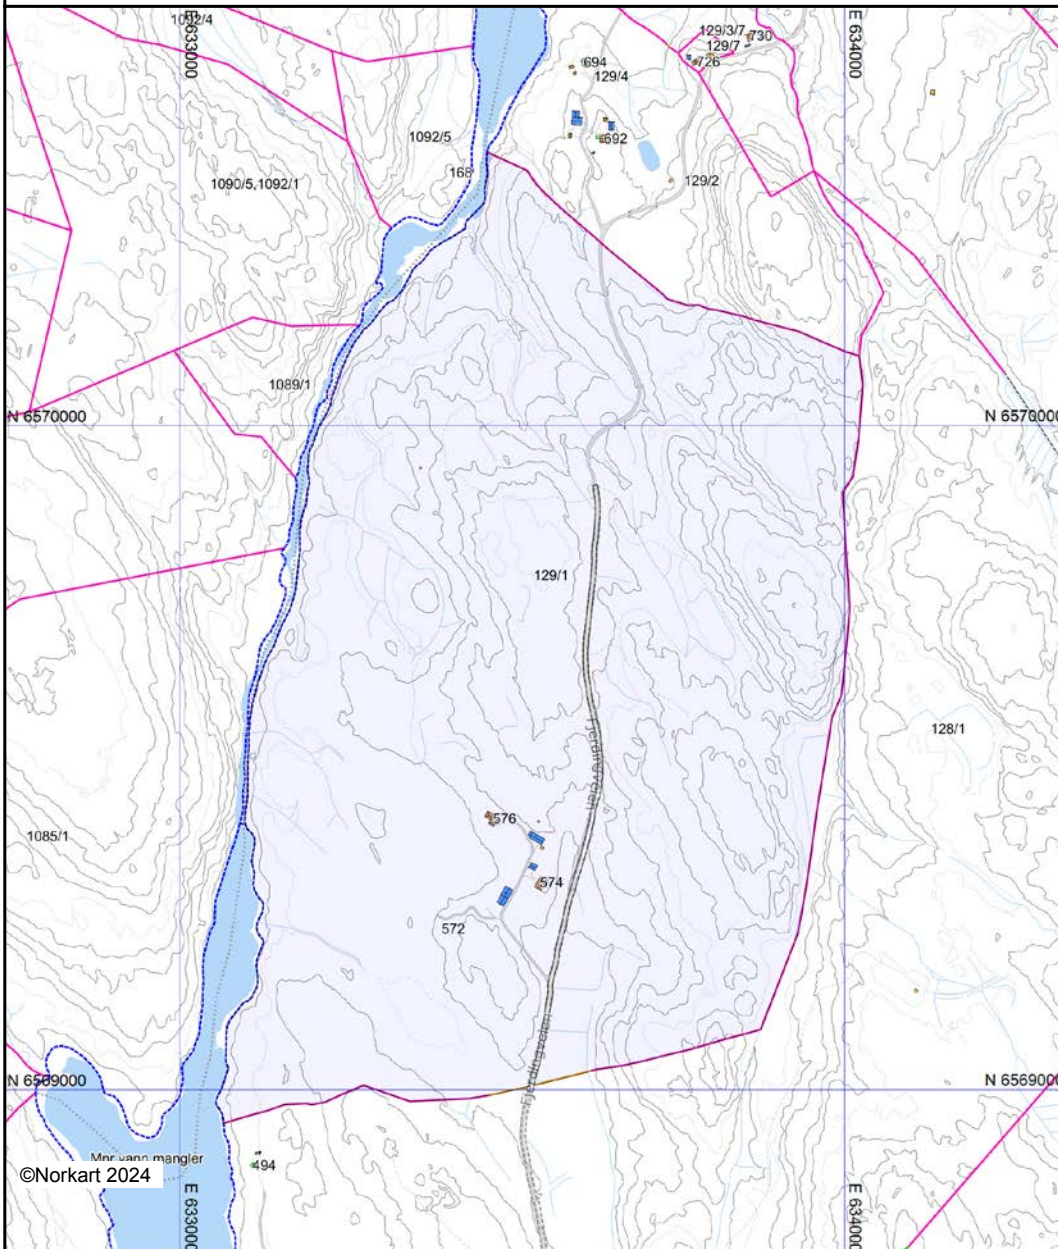 1092/4
E 633000
E 634000
129/3/7
730
129/7
726
694
129/4
1092/5
692
168
129/2
1090/5,1092/1
1089/1
N 6570000
N 6570000
129/1
Fjerdingveien
128/1
576
1085/1
574
572
Fjerdingveien
N 6569000
N 6569000
Mnr vann mangler
494
©Norkart 2024
E 633000
E 634000